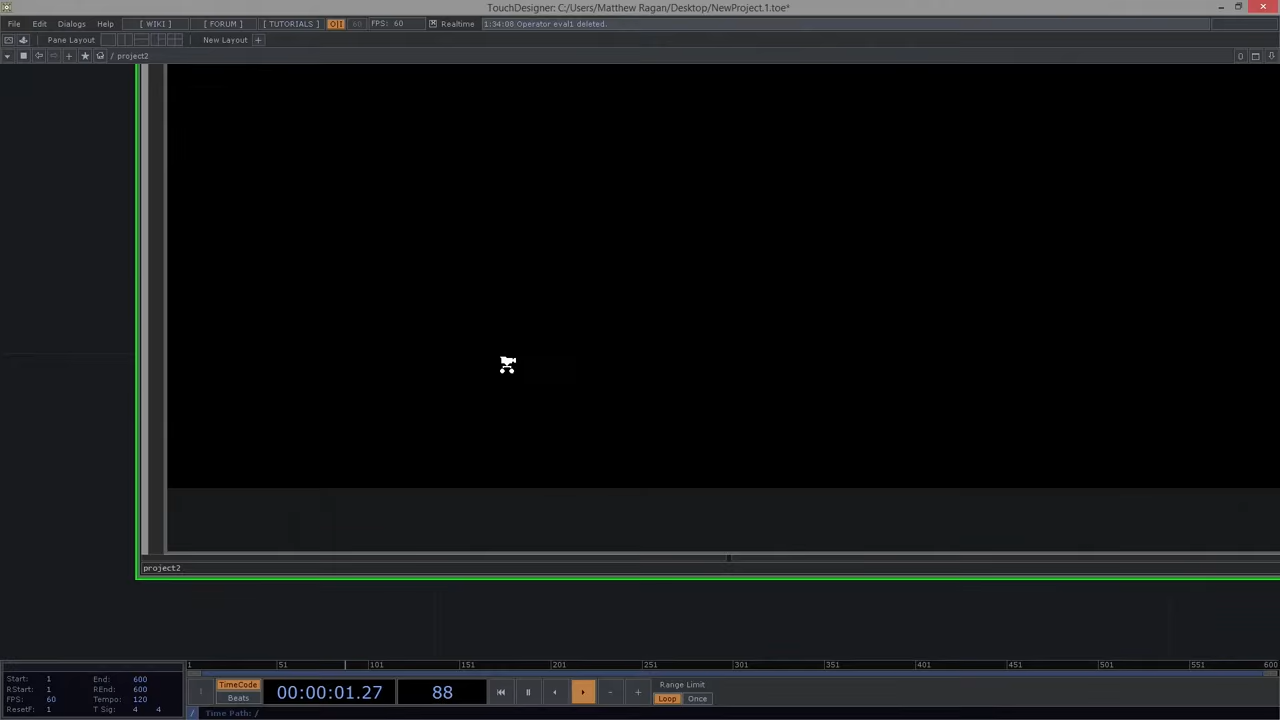 TouchDesigner: C:/Users/Matthew Ragan/Desktop/NewProject.1.toe*
File Edit Dialogs Help [ WIKI ] [ FORUM ] [ TUTORIALS ] O|I 60 FPS: 60 Realtime 1:34:08 Operator eval1 deleted.
Pane Layout New Layout +
/ project2
project2
1 51 101 151 201 251 301 351 401 451 501 551 600
Start: 1 End: 600
RStart: 1 REnd: 600
FPS: 60 Tempo: 120
ResetF: 1 T Sig: 4 4
TimeCode
Beats
00:00:01.27
88
Range Limit
Loop Once
/ Time Path: /